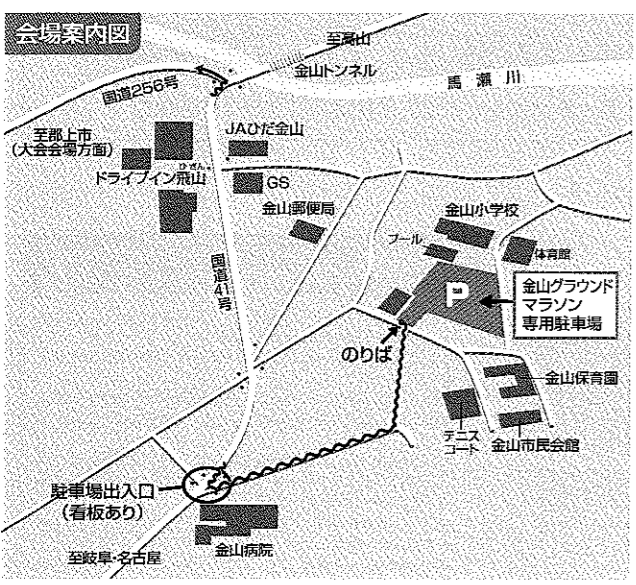 会場案内図
至高山
金山トンネル
馬瀬川
国道256号
至郡上市
(大会会場方面)
JAひだ金山
ひざん
ドライブイン飛山
GS
金山郵便局
金山小学校
プール
体育館
国道41号
P
金山グラウンド
マラソン
専用駐車場
のりば
金山保育園
テニス
コート
金山市民会館
駐車場出入口
(看板あり)
金山病院
至岐阜・名古屋